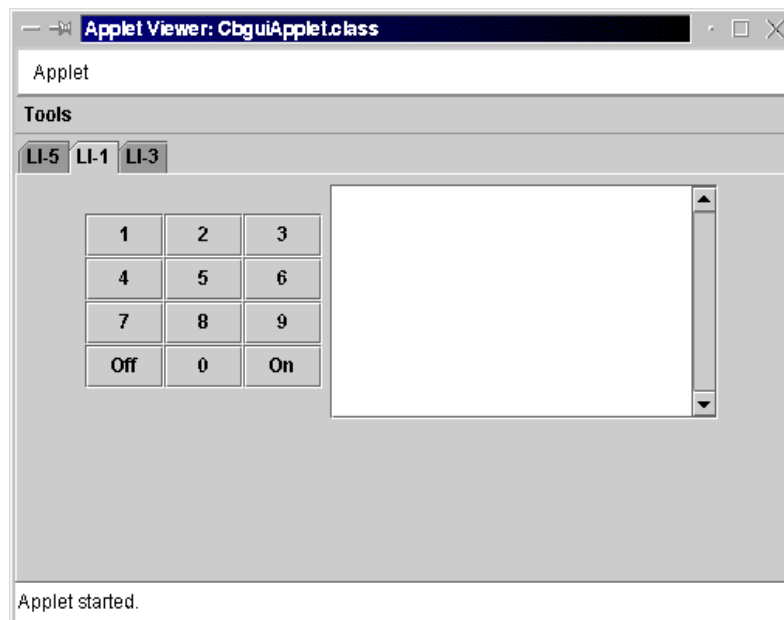 Applet Viewer: CbguiApplet.class
Applet
Tools
LI-5 LI-1 LI-3
1 2 3
4 5 6
7 8 9
Off 0 On
Applet started.